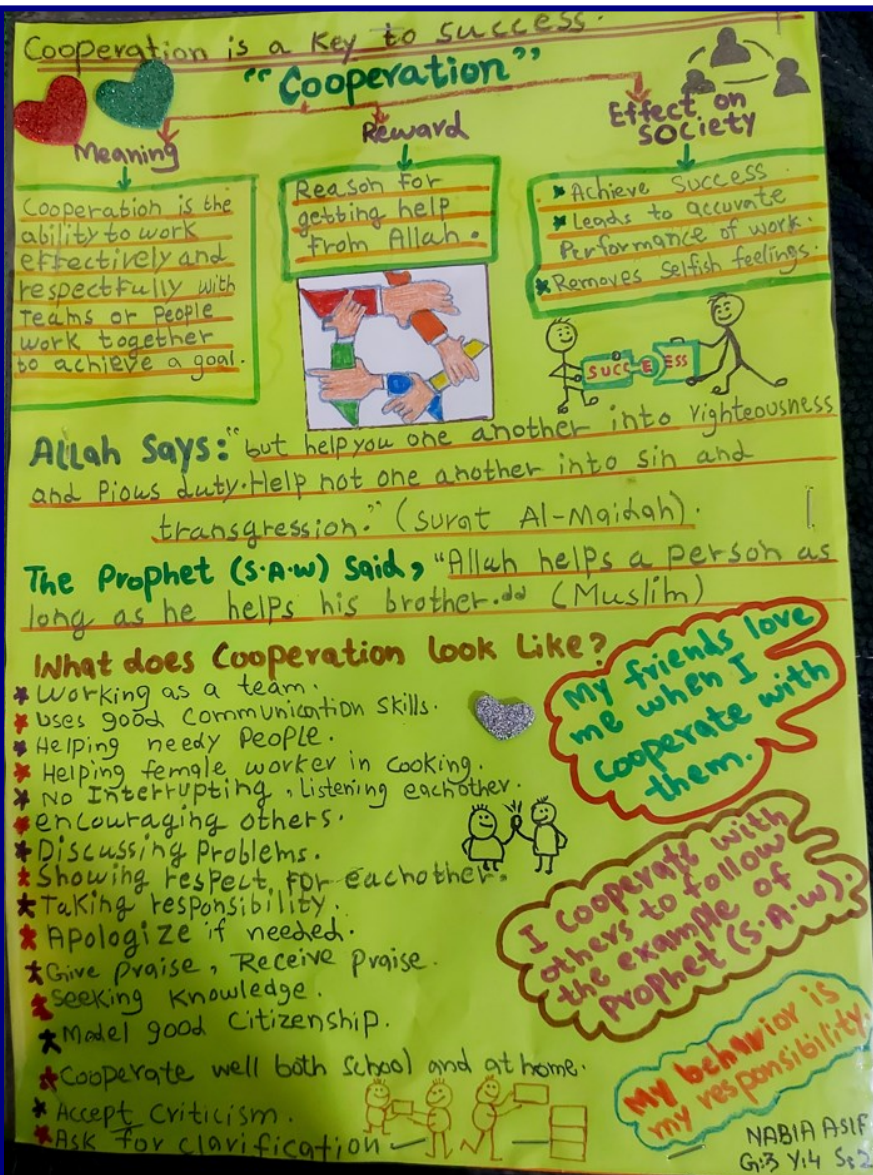 Cooperation is a Key to success.
"Cooperation"
Meaning
Reward
Effect on
SOCiety
Cooperation is the
ability to work
effectively and
respectfully with
Teams or People
work together
to achieve a goal.
Reason For
getting help
from Allah.
Achieve Success
Leads to accurate
Performance of work.
Removes Selfish feelings.
SUCC E ESS
Allah Says: "but help you one another into righteousness
and Pious duty. Help not one another into Sin and
transgression." (Surat Al-Maidah).
The Prophet (S.A.W) Said, "Allah helps a person as
long as he helps his brother." (Muslim)
What does Cooperation look Like?
Working as a team.
Uses good Communication Skills.
Helping needy People.
Helping female worker in Cooking.
No Interrupting, Listening eachother.
encouraging others.
Discussing Problems.
Showing respect for eachother.
Taking responsibility.
Apologize if needed.
Give Praise, Receive Praise.
Seeking Knowledge.
Model good Citizenship.
Cooperate well both School and at home.
Accept Criticism.
Ask for clarification
My friends love
me when I
cooperate with
them.
I cooperate with
others to follow
the example of
Prophet (S.A.W).
My behavior is
my responsibility.
NABIA ASIF
G:3 Y:4 S:2